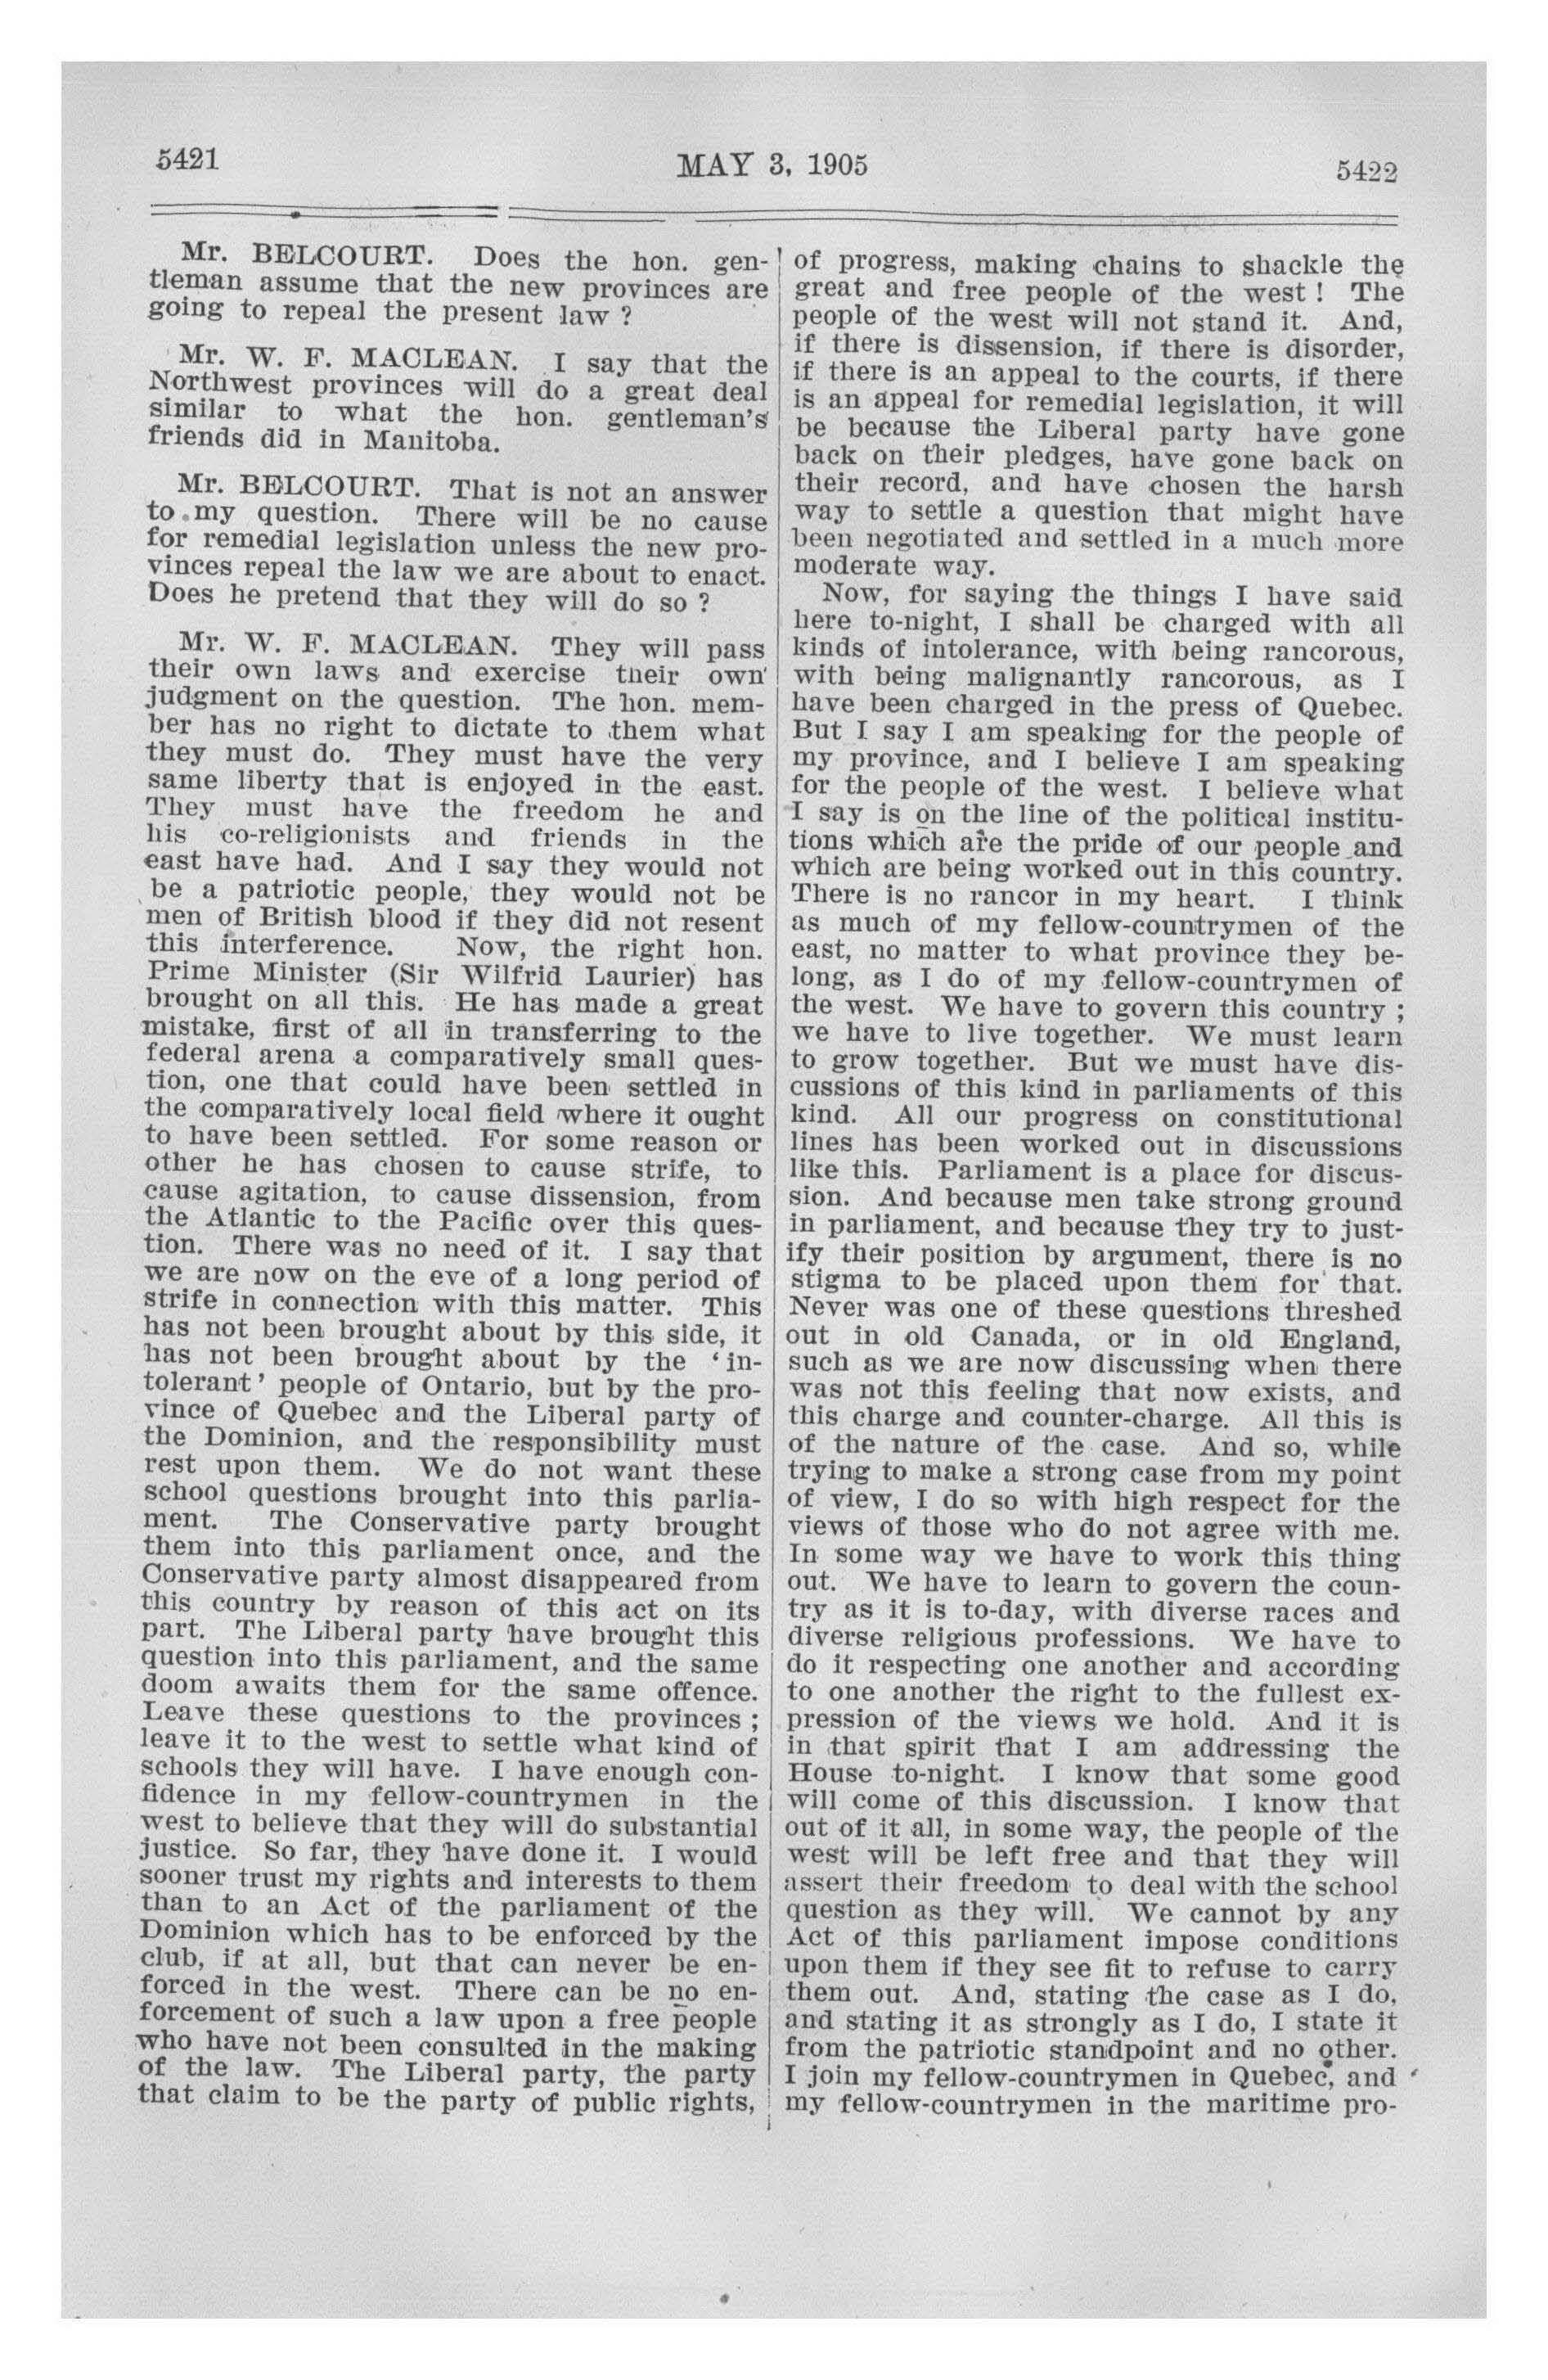 5421
MAY 3, 1905
5422
Mr. BELCOURT. Does the hon. gen-
tleman assume that the new provinces are
going to repeal the present law ?
Mr. W. F. MACLEAN. I say that the
Northwest provinces will do a great deal
similar to what the hon. gentleman's
friends did in Manitoba.
Mr. BELCOURT. That is not an answer
to my question. There will be no cause
for remedial legislation unless the new pro-
vinces repeal the law we are about to enact.
Does he pretend that they will do so ?
Mr. W. F. MACLEAN. They will pass
their own laws and exercise their own
judgment on the question. The hon. mem-
ber has no right to dictate to them what
they must do. They must have the very
same liberty that is enjoyed in the east.
They must have the freedom he and
his co-religionists and friends in the
east have had. And I say they would not
be a patriotic people, they would not be
men of British blood if they did not resent
this interference. Now, the right hon.
Prime Minister (Sir Wilfrid Laurier) has
brought on all this. He has made a great
mistake, first of all in transferring to the
federal arena a comparatively small ques-
tion, one that could have been settled in
the comparatively local field where it ought
to have been settled. For some reason or
other he has chosen to cause strife, to
cause agitation, to cause dissension, from
the Atlantic to the Pacific over this ques-
tion. There was no need of it. I say that
we are now on the eve of a long period of
strife in connection with this matter. This
has not been brought about by this side, it
has not been brought about by the ' in-
tolerant ' people of Ontario, but by the pro-
vince of Quebec and the Liberal party of
the Dominion, and the responsibility must
rest upon them. We do not want these
school questions brought into this parlia-
ment. The Conservative party brought
them into this parliament once, and the
Conservative party almost disappeared from
this country by reason of this act on its
part. The Liberal party have brought this
question into this parliament, and the same
doom awaits them for the same offence.
Leave these questions to the provinces ;
leave it to the west to settle what kind of
schools they will have. I have enough con-
fidence in my fellow-countrymen in the
west to believe that they will do substantial
justice. So far, they have done it. I would
sooner trust my rights and interests to them
than to an Act of the parliament of the
Dominion which has to be enforced by the
club, if at all, but that can never be en-
forced in the west. There can be no en-
forcement of such a law upon a free people
who have not been consulted in the making
of the law. The Liberal party, the party
that claim to be the party of public rights,
of progress, making chains to shackle the
great and free people of the west ! The
people of the west will not stand it. And,
if there is dissension, if there is disorder,
if there is an appeal to the courts, if there
is an appeal for remedial legislation, it will
be because the Liberal party have gone
back on their pledges, have gone back on
their record, and have chosen the harsh
way to settle a question that might have
been negotiated and settled in a much more
moderate way.
Now, for saying the things I have said
here to-night, I shall be charged with all
kinds of intolerance, with being rancorous,
with being malignantly rancorous, as I
have been charged in the press of Quebec.
But I say I am speaking for the people of
my province, and I believe I am speaking
for the people of the west. I believe what
I say is on the line of the political institu-
tions which are the pride of our people and
which are being worked out in this country.
There is no rancor in my heart. I think
as much of my fellow-countrymen of the
east, no matter to what province they be-
long, as I do of my fellow-countrymen of
the west. We have to govern this country ;
we have to live together. We must learn
to grow together. But we must have dis-
cussions of this kind in parliaments of this
kind. All our progress on constitutional
lines has been worked out in discussions
like this. Parliament is a place for discus-
sion. And because men take strong ground
in parliament, and because they try to just-
ify their position by argument, there is no
stigma to be placed upon them for that.
Never was one of these questions threshed
out in old Canada, or in old England,
such as we are now discussing when there
was not this feeling that now exists, and
this charge and counter-charge. All this is
of the nature of the case. And so, while
trying to make a strong case from my point
of view, I do so with high respect for the
views of those who do not agree with me.
In some way we have to work this thing
out. We have to learn to govern the coun-
try as it is to-day, with diverse races and
diverse religious professions. We have to
do it respecting one another and according
to one another the right to the fullest ex-
pression of the views we hold. And it is
in that spirit that I am addressing the
House to-night. I know that some good
will come of this discussion. I know that
out of it all, in some way, the people of the
west will be left free and that they will
assert their freedom to deal with the school
question as they will. We cannot by any
Act of this parliament impose conditions
upon them if they see fit to refuse to carry
them out. And, stating the case as I do,
and stating it as strongly as I do, I state it
from the patriotic standpoint and no other.
I join my fellow-countrymen in Quebec, and
my fellow-countrymen in the maritime pro-